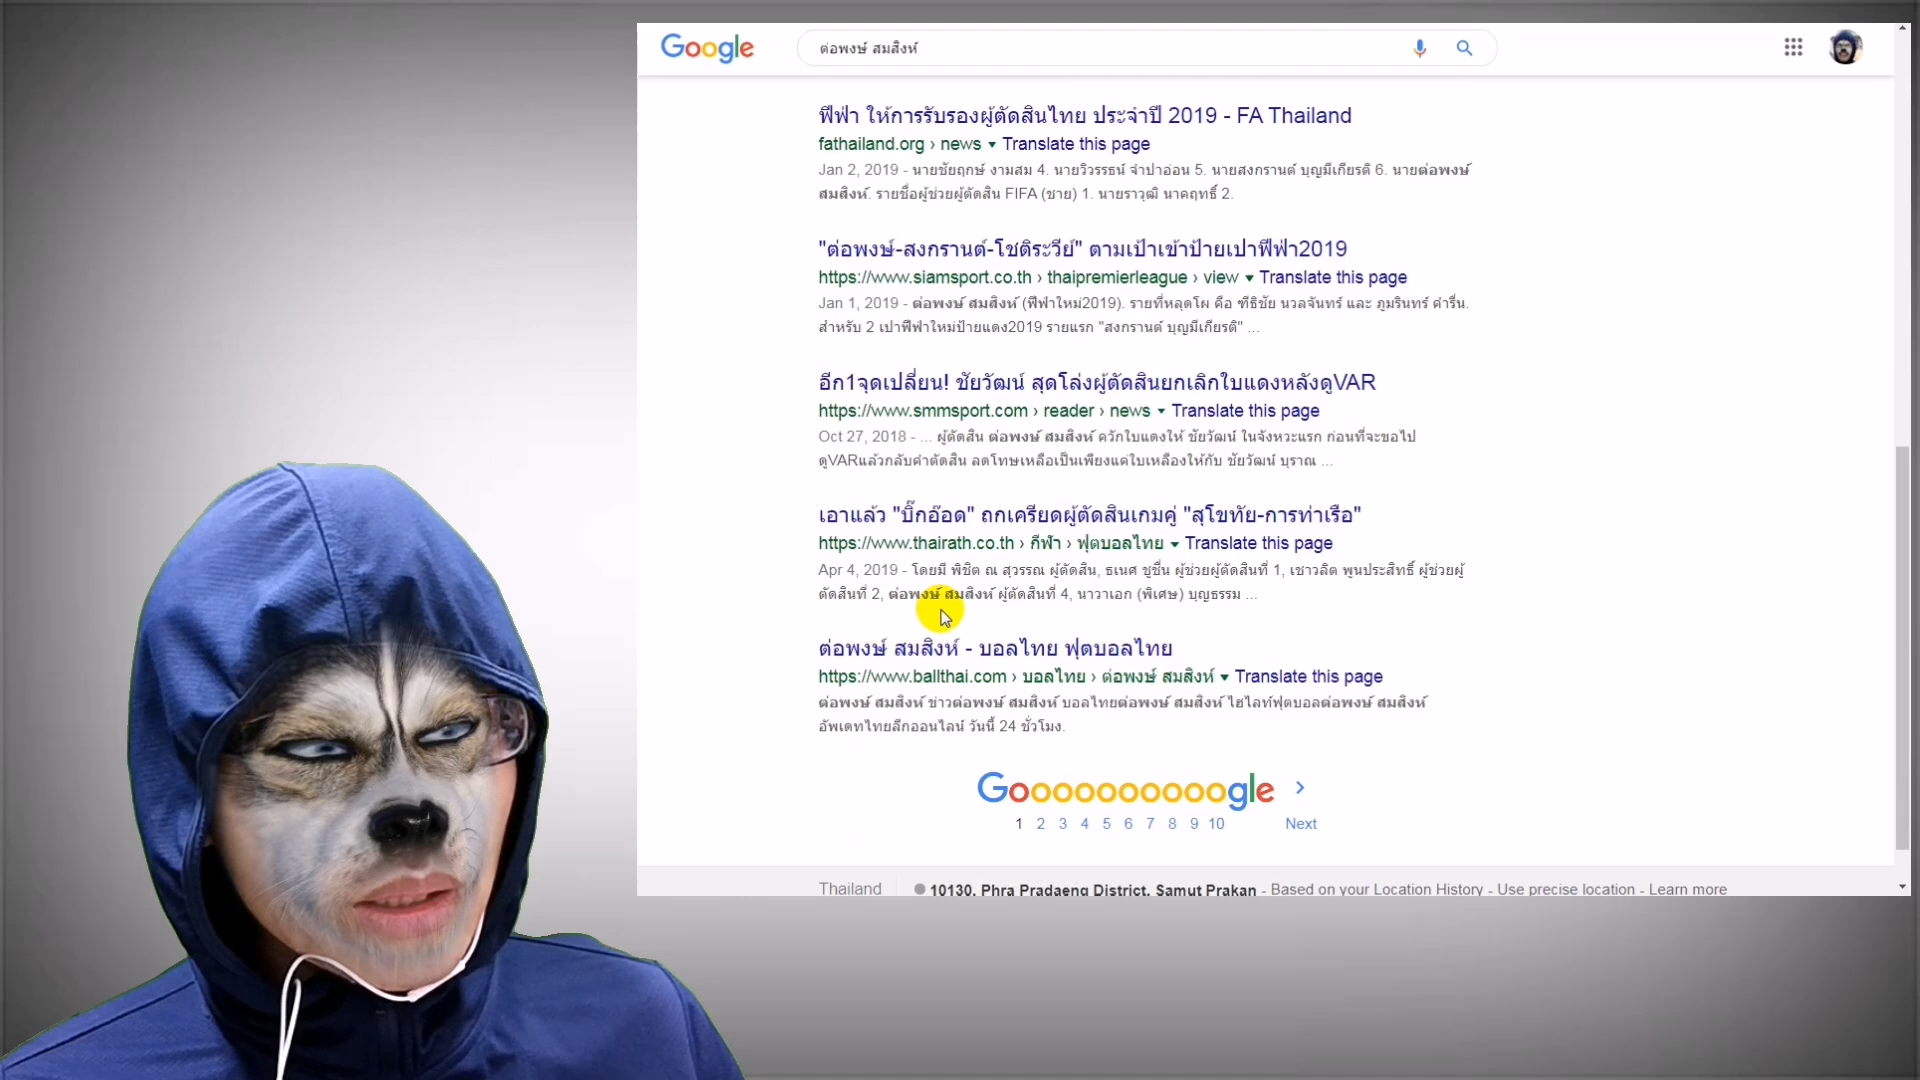 Google
ต่อพงษ์ สมสิงห์
ฟีฟ่า ให้การรับรองผู้ตัดสินไทย ประจำปี 2019 - FA Thailand
fathailand.org › news ▾ Translate this page
Jan 2, 2019 - นายชัยฤกษ์ งามสม 4. นายวิวรรธน์ จำปาอ่อน 5. นายสงกรานต์ บุญมีเกียรติ 6. นายต่อพงษ์
สมสิงห์. รายชื่อผู้ช่วยผู้ตัดสิน FIFA (ชาย) 1. นายราวุฒิ นาคฤทธิ์ 2.
"ต่อพงษ์-สงกรานต์-โชติระวีย์" ตามเป้าเข้าป้ายเปาฟีฟ่า2019
https://www.siamsport.co.th › thaipremierleague › view ▾ Translate this page
Jan 1, 2019 - ต่อพงษ์ สมสิงห์ (ฟีฟ่าใหม่2019). รายที่หลุดโผ คือ ฑีธิชัย นวลจันทร์ และ ภูมรินทร์ คำรื่น.
สำหรับ 2 เปาฟีฟ่าใหม่ป้ายแดง2019 รายแรก "สงกรานต์ บุญมีเกียรติ" ...
อีก1จุดเปลี่ยน! ชัยวัฒน์ สุดโล่งผู้ตัดสินยกเลิกใบแดงหลังดูVAR
https://www.smmsport.com › reader › news ▾ Translate this page
Oct 27, 2018 - ... ผู้ตัดสิน ต่อพงษ์ สมสิงห์ ควักใบแดงให้ ชัยวัฒน์ ในจังหวะแรก ก่อนที่จะขอไป
ดูVARแล้วกลับคำตัดสิน ลดโทษเหลือเป็นเพียงแค่ใบเหลืองให้กับ ชัยวัฒน์ บุราณ ...
เอาแล้ว "บิ๊กอ๊อด" ถกเครียดผู้ตัดสินเกมคู่ "สุโขทัย-การท่าเรือ"
https://www.thairath.co.th › กีฬา › ฟุตบอลไทย ▾ Translate this page
Apr 4, 2019 - โดยมี พิชิต ณ สุวรรณ ผู้ตัดสิน, ธเนศ ชูชื่น ผู้ช่วยผู้ตัดสินที่ 1, เชาวลิต พูนประสิทธิ์ ผู้ช่วยผู้
ตัดสินที่ 2, ต่อพงษ์ สมสิงห์ ผู้ตัดสินที่ 4, นาวาเอก (พิเศษ) บุญธรรม ...
ต่อพงษ์ สมสิงห์ - บอลไทย ฟุตบอลไทย
https://www.ballthai.com › บอลไทย › ต่อพงษ์ สมสิงห์ ▾ Translate this page
ต่อพงษ์ สมสิงห์ ข่าวต่อพงษ์ สมสิงห์ บอลไทยต่อพงษ์ สมสิงห์ ไฮไลท์ฟุตบอลต่อพงษ์ สมสิงห์
อัพเดทไทยลีกออนไลน์ วันนี้ 24 ชั่วโมง.
Goooooooooogle >
1 2 3 4 5 6 7 8 9 10 Next
Thailand 10130, Phra Pradaeng District, Samut Prakan - Based on your Location History - Use precise location - Learn more